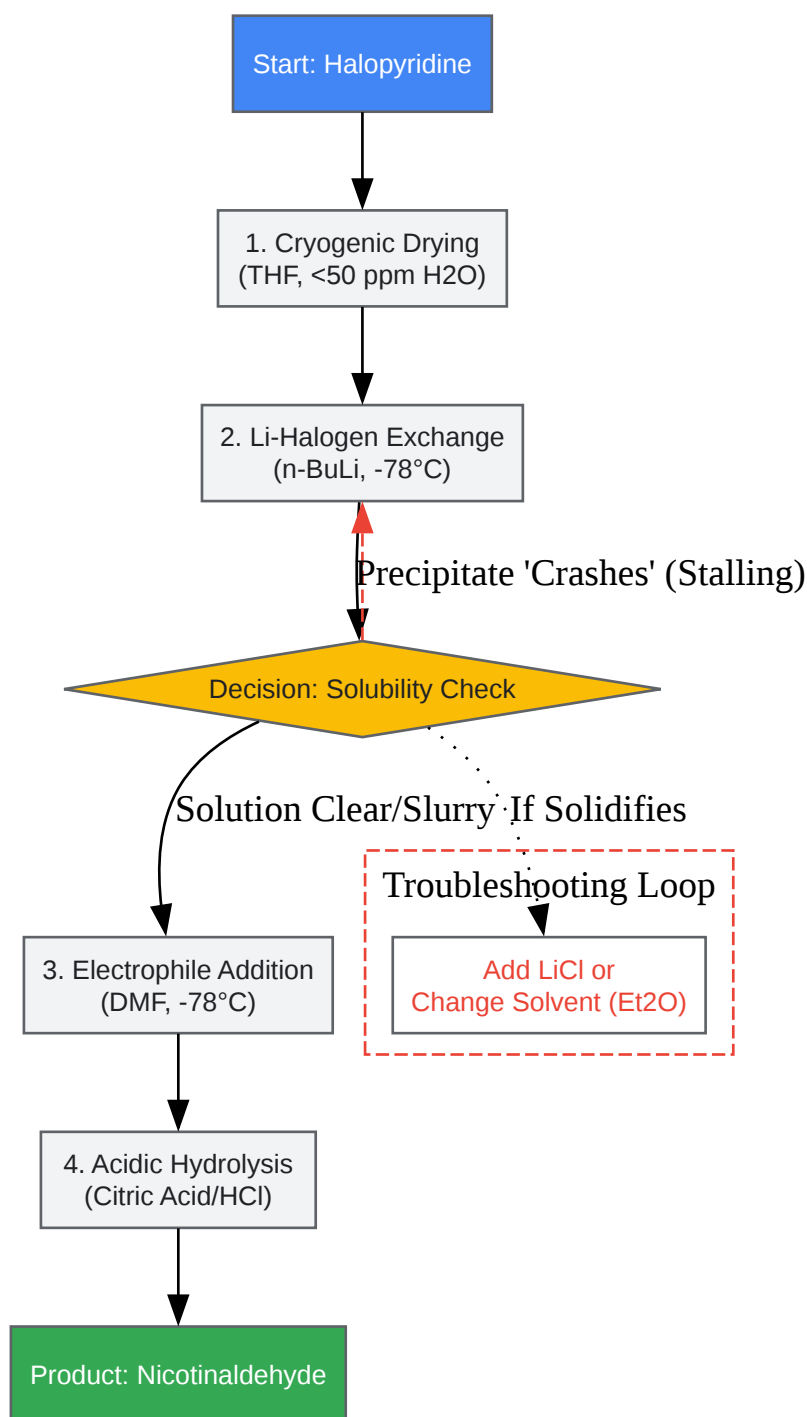 Start: Halopyridine
1. Cryogenic Drying
(THF, <50 ppm H2O)
2. Li-Halogen Exchange
(n-BuLi, -78°C)
Precipitate 'Crashes' (Stalling)
Decision: Solubility Check
Solution Clear/Slurry
If Solidifies
Troubleshooting Loop
3. Electrophile Addition
(DMF, -78°C)
Add LiCl or
Change Solvent (Et2O)
4. Acidic Hydrolysis
(Citric Acid/HCl)
Product: Nicotinaldehyde